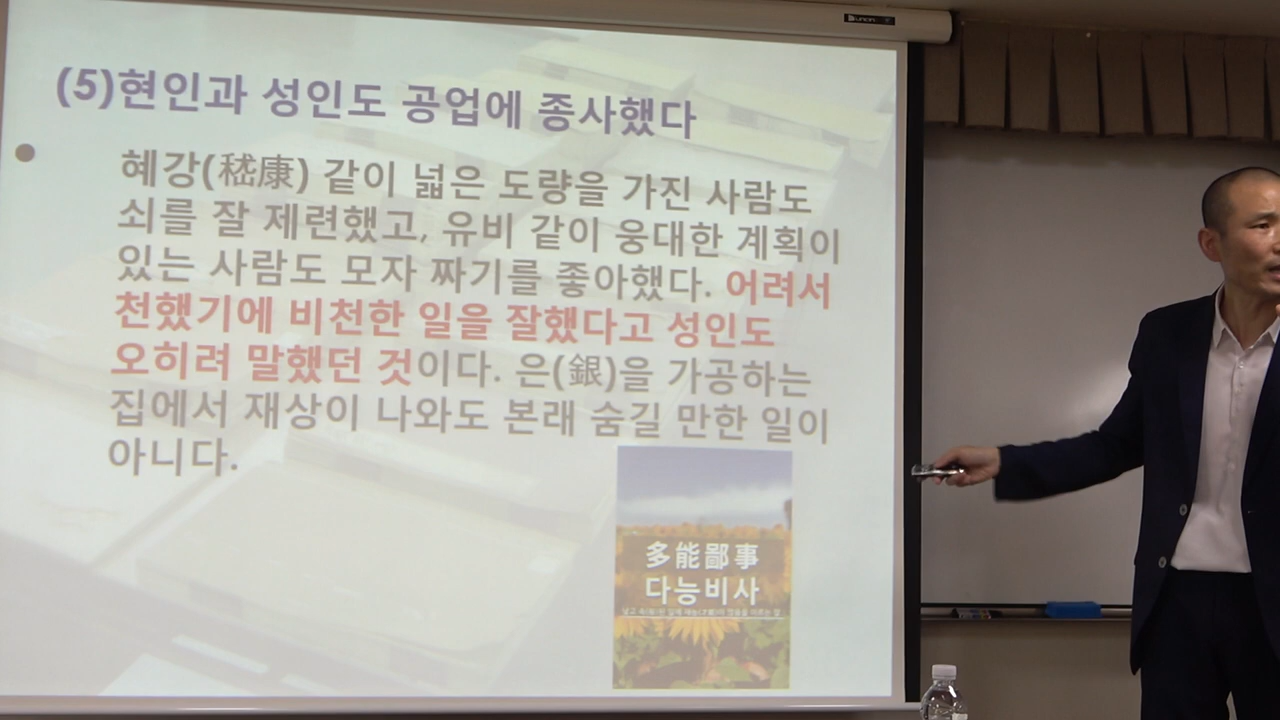 (5)현인과 성인도 공업에 종사했다
혜강(嵇康) 같이 넓은 도량을 가진 사람도
쇠를 잘 제련했고, 유비 같이 웅대한 계획이
있는 사람도 모자 짜기를 좋아했다. 어려서
천했기에 비천한 일을 잘했다고 성인도
오히려 말했던 것이다. 은(銀)을 가공하는
집에서 재상이 나와도 본래 숨길 만한 일이
아니다.
多能鄙事
다능비사